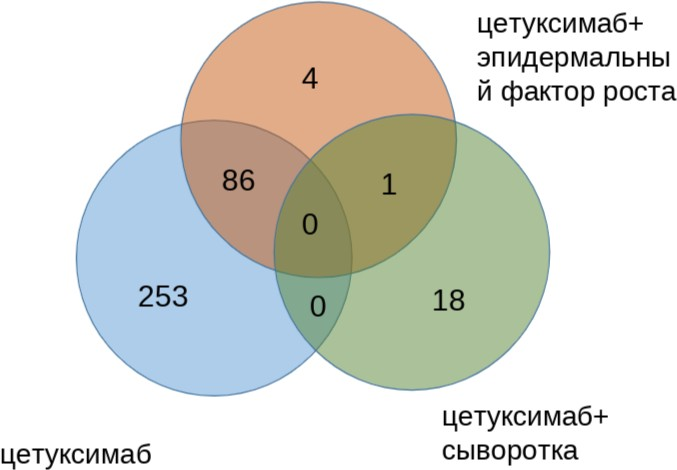 цетуксимаб+
эпидермальны
й фактор роста
4
86
1
0
253
0
18
цетуксимаб+
сыворотка
цетуксимаб